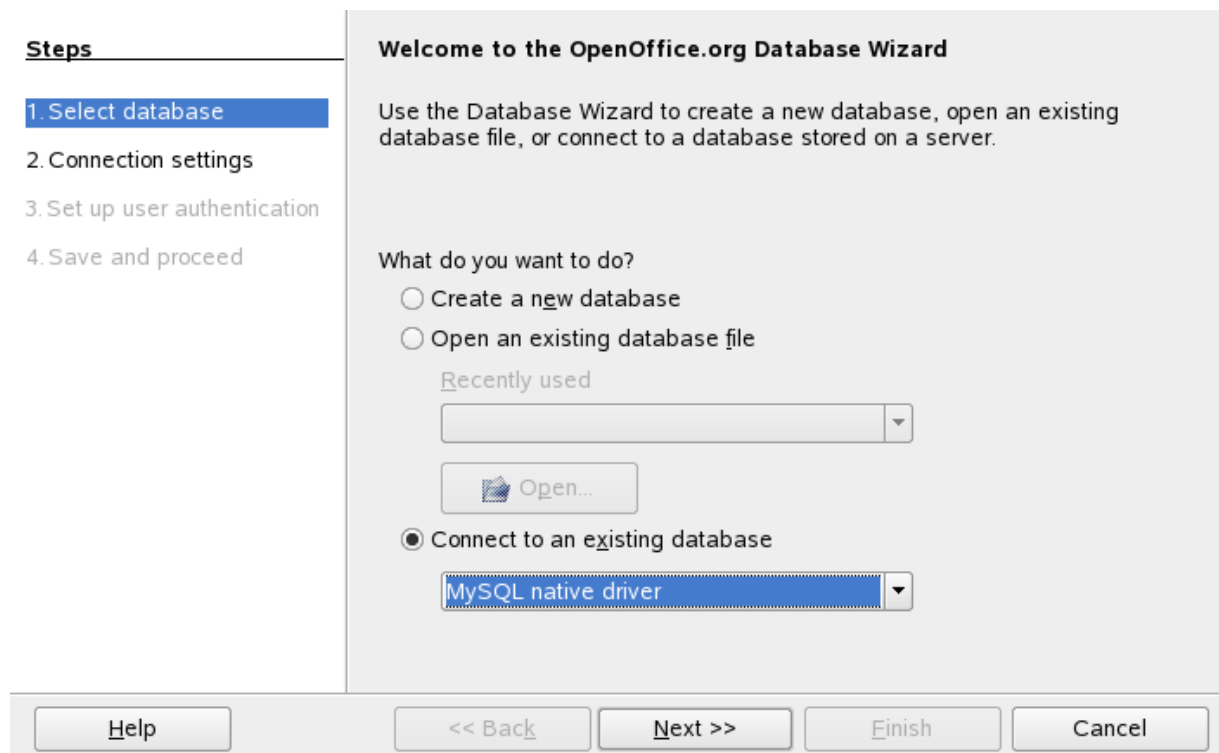 Steps
1. Select database
2. Connection settings
3. Set up user authentication
4. Save and proceed
Welcome to the OpenOffice.org Database Wizard
Use the Database Wizard to create a new database, open an existing
database file, or connect to a database stored on a server.
What do you want to do?
Create a new database
Open an existing database file
Recently used
Open...
Connect to an existing database
MySQL native driver
Help
<< Back
Next >>
Finish
Cancel